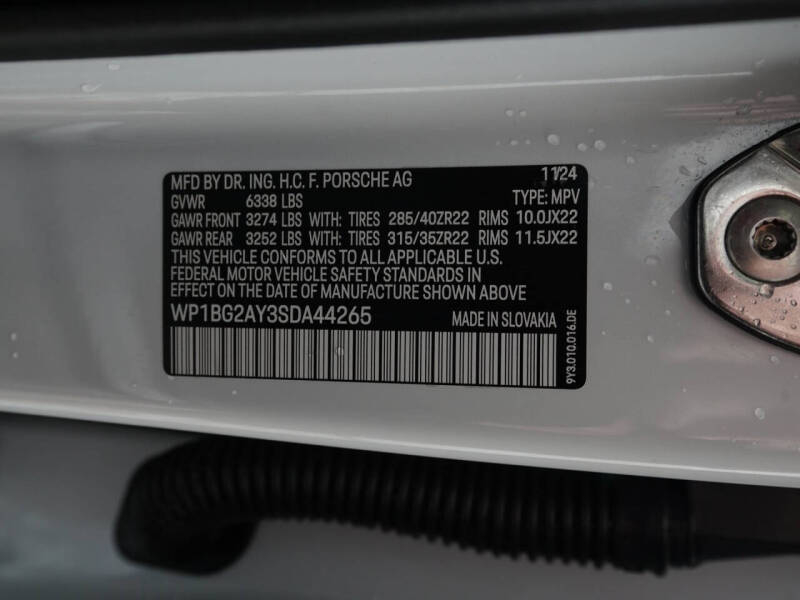 MFD BY DR. ING. H.C. F. PORSCHE AG 11/24
GVWR 6338 LBS TYPE: MPV
GAWR FRONT 3274 LBS WITH: TIRES 285/40ZR22 RIMS 10.0JX22
GAWR REAR 3252 LBS WITH: TIRES 315/35ZR22 RIMS 11.5JX22
THIS VEHICLE CONFORMS TO ALL APPLICABLE U.S.
FEDERAL MOTOR VEHICLE SAFETY STANDARDS IN
EFFECT ON THE DATE OF MANUFACTURE SHOWN ABOVE
WP1BG2AY3SDA44265 MADE IN SLOVAKIA
9Y3.010.016.DE